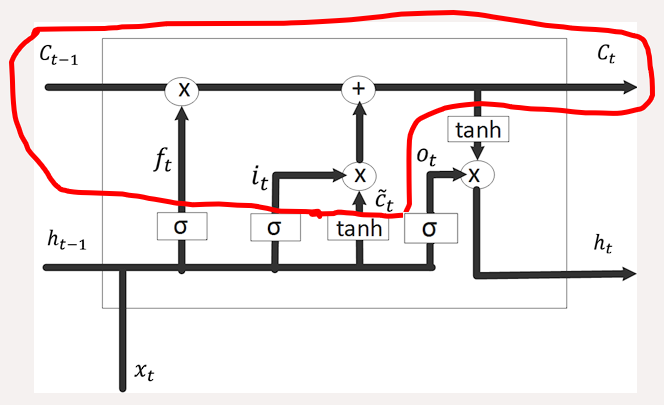 C_{t-1} C_t
x +
tanh
f_t i_t x o_t x
c̃_t
σ σ tanh σ
h_{t-1} h_t
x_t